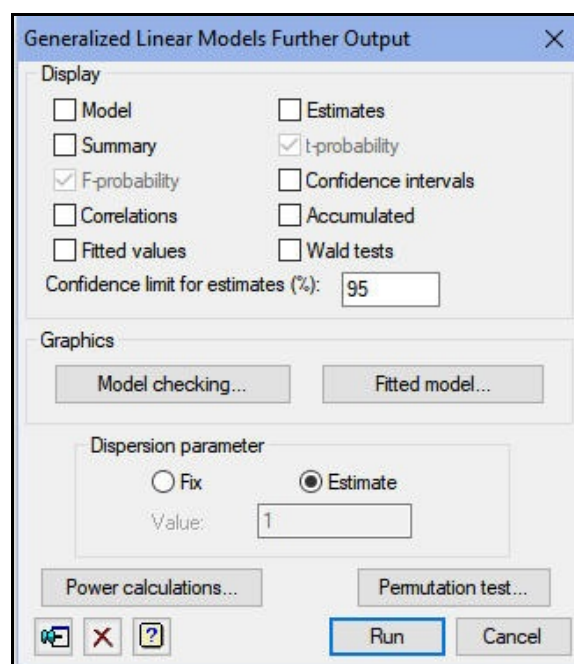 Generalized Linear Models Further Output
Display
Model
Estimates
Summary
t-probability
F-probability
Confidence intervals
Correlations
Accumulated
Fitted values
Wald tests
Confidence limit for estimates (%): 95
Graphics
Model checking...
Fitted model...
Dispersion parameter
Fix
Estimate
Value: 1
Power calculations...
Permutation test...
?
Run
Cancel